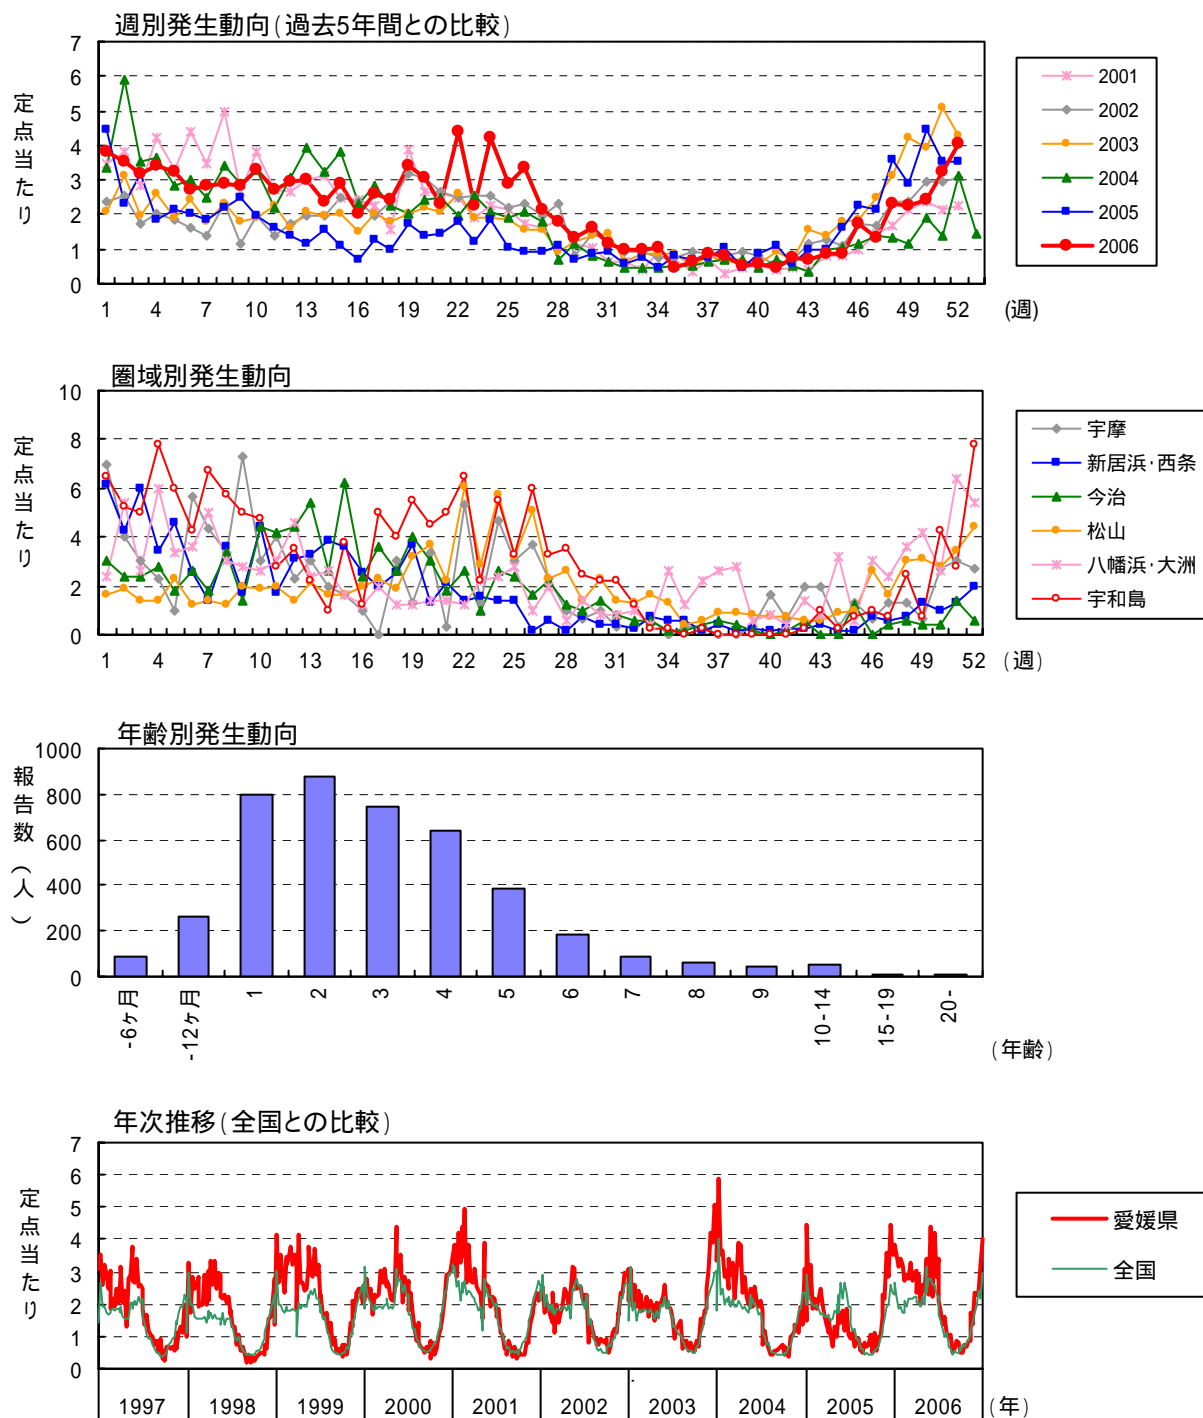 週別発生動向(過去5年間との比較)
定点当たり
7
6
5
4
3
2
1
0
1 4 7 10 13 16 19 22 25 28 31 34 37 40 43 46 49 52 (週)
2001
2002
2003
2004
2005
2006
圏域別発生動向
定点当たり
10
8
6
4
2
0
1 4 7 10 13 16 19 22 25 28 31 34 37 40 43 46 49 52 (週)
宇摩
新居浜・西条
今治
松山
八幡浜・大洲
宇和島
年齢別発生動向
報告数(人)
1000
800
600
400
200
0
-6ヶ月 -12ヶ月 1 2 3 4 5 6 7 8 9 10-14 15-19 20-
(年齢)
年次推移(全国との比較)
定点当たり
7
6
5
4
3
2
1
0
1997 1998 1999 2000 2001 2002 2003 2004 2005 2006 (年)
愛媛県
全国